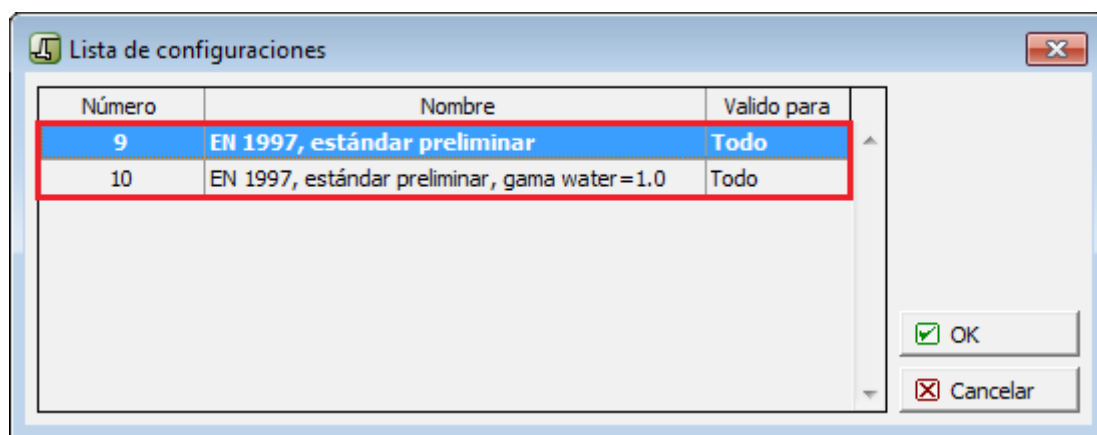 Lista de configuraciones
Número Nombre Valido para
9 EN 1997, estándar preliminar Todo
10 EN 1997, estándar preliminar, gama water=1.0 Todo
OK
Cancelar